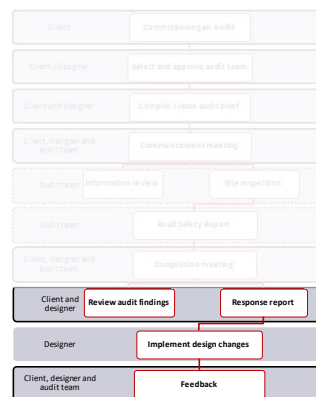 Client
Commissioning an Audit
Client / designer
Select and approve audit team
Client and designer
Compile / issue audit brief
Client, designer and
audit team
Commencement meeting
Audit team
Information review
Site Inspection
Audit team
Road Safety Report
Client, designer and
audit team
Completion meeting
Client and
designer
Review audit findings
Response report
Designer
Implement design changes
Client, designer and
audit team
Feedback